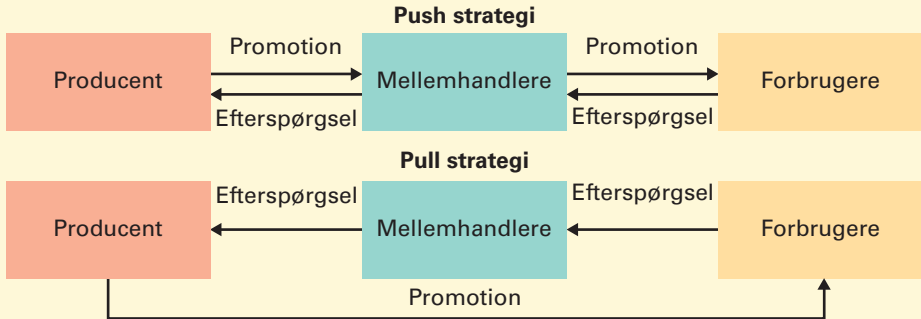 Push strategi
Promotion
Promotion
Producent
Mellemhandlere
Forbrugere
Efterspørgsel
Efterspørgsel
Pull strategi
Efterspørgsel
Efterspørgsel
Producent
Mellemhandlere
Forbrugere
Promotion